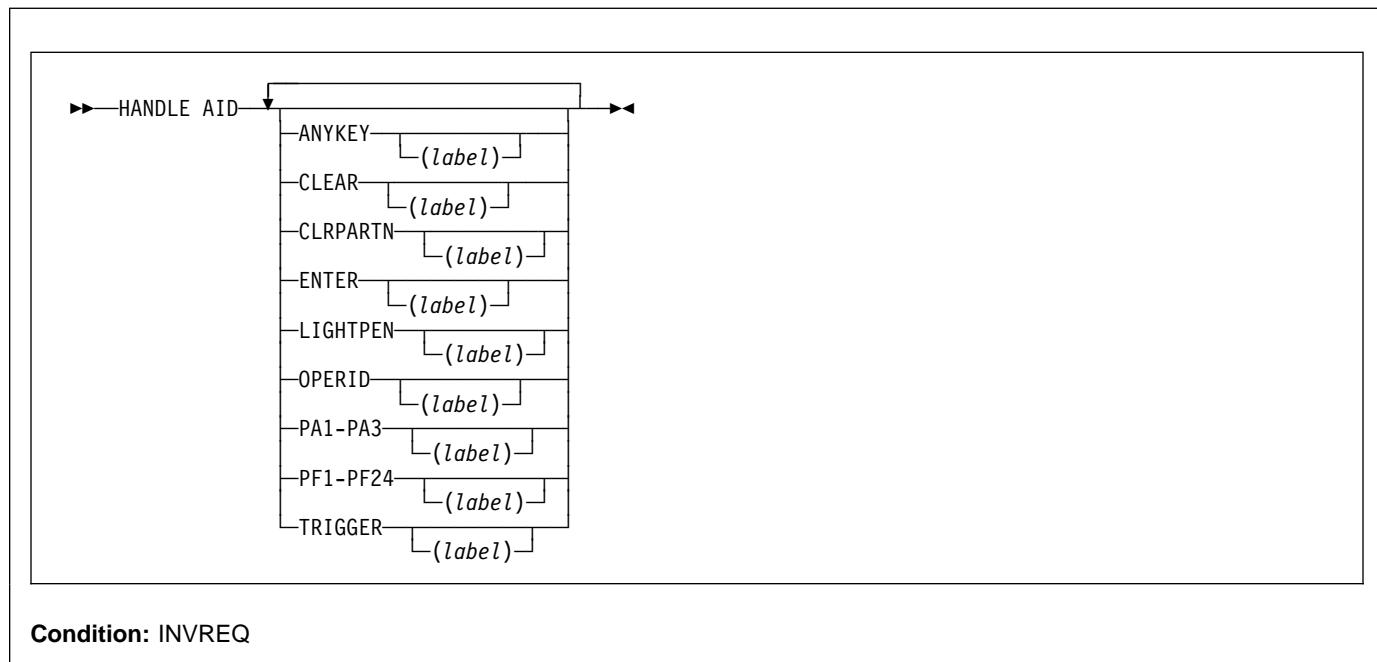 HANDLE AID
ANYKEY
(label)
CLEAR
(label)
CLRPARTN
(label)
ENTER
(label)
LIGHTPEN
(label)
OPERID
(label)
PA1-PA3
(label)
PF1-PF24
(label)
TRIGGER
(label)
Condition: INVREQ